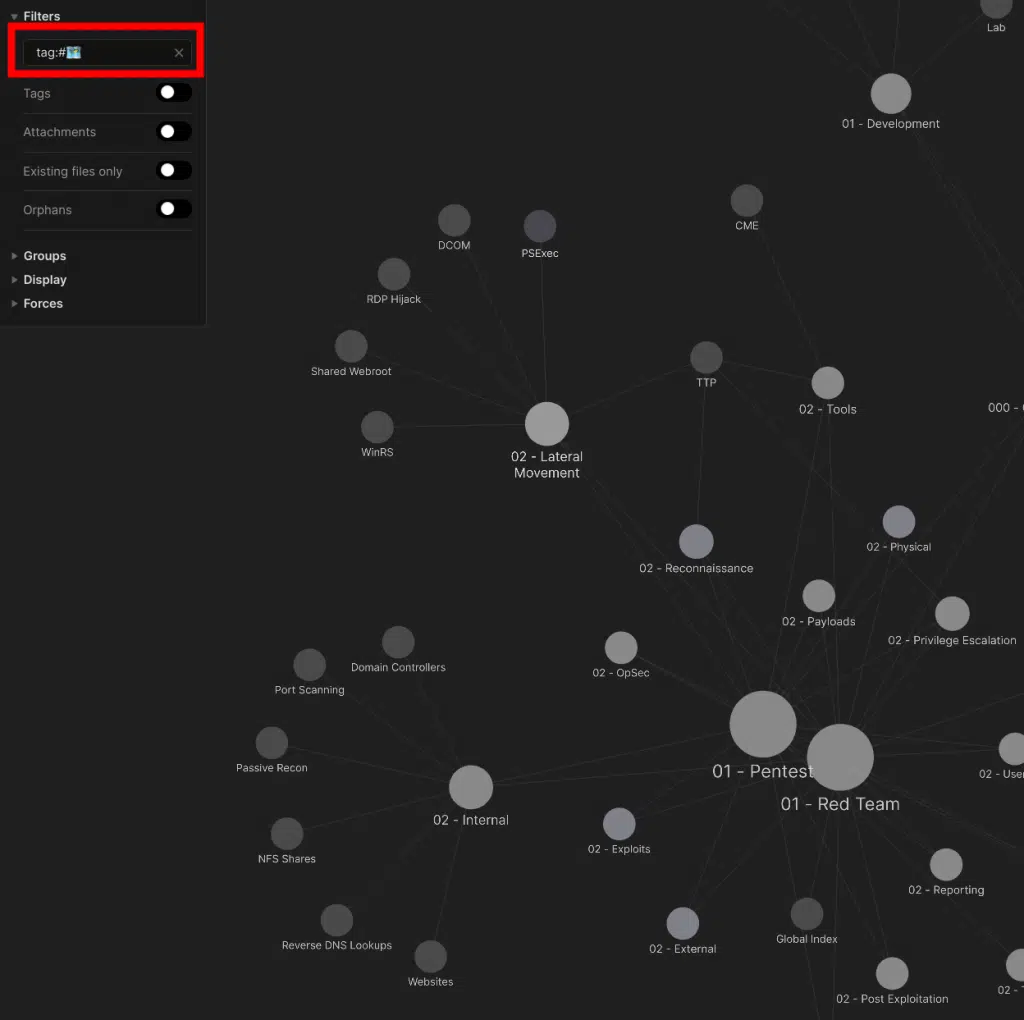 Filters
tag:#🗺️
Tags
Attachments
Existing files only
Orphans
Groups
Display
Forces
Lab
01 - Development
CME
DCOM
PSExec
RDP Hijack
Shared Webroot
TTP
02 - Tools
000 -
WinRS
02 - Lateral
Movement
02 - Physical
02 - Reconnaissance
02 - Payloads
02 - Privilege Escalation
Domain Controllers
02 - OpSec
Port Scanning
Passive Recon
01 - Pentest
02 - User
01 - Red Team
02 - Internal
02 - Exploits
NFS Shares
02 - Reporting
Global Index
Reverse DNS Lookups
02 - External
Websites
02 -
02 - Post Exploitation